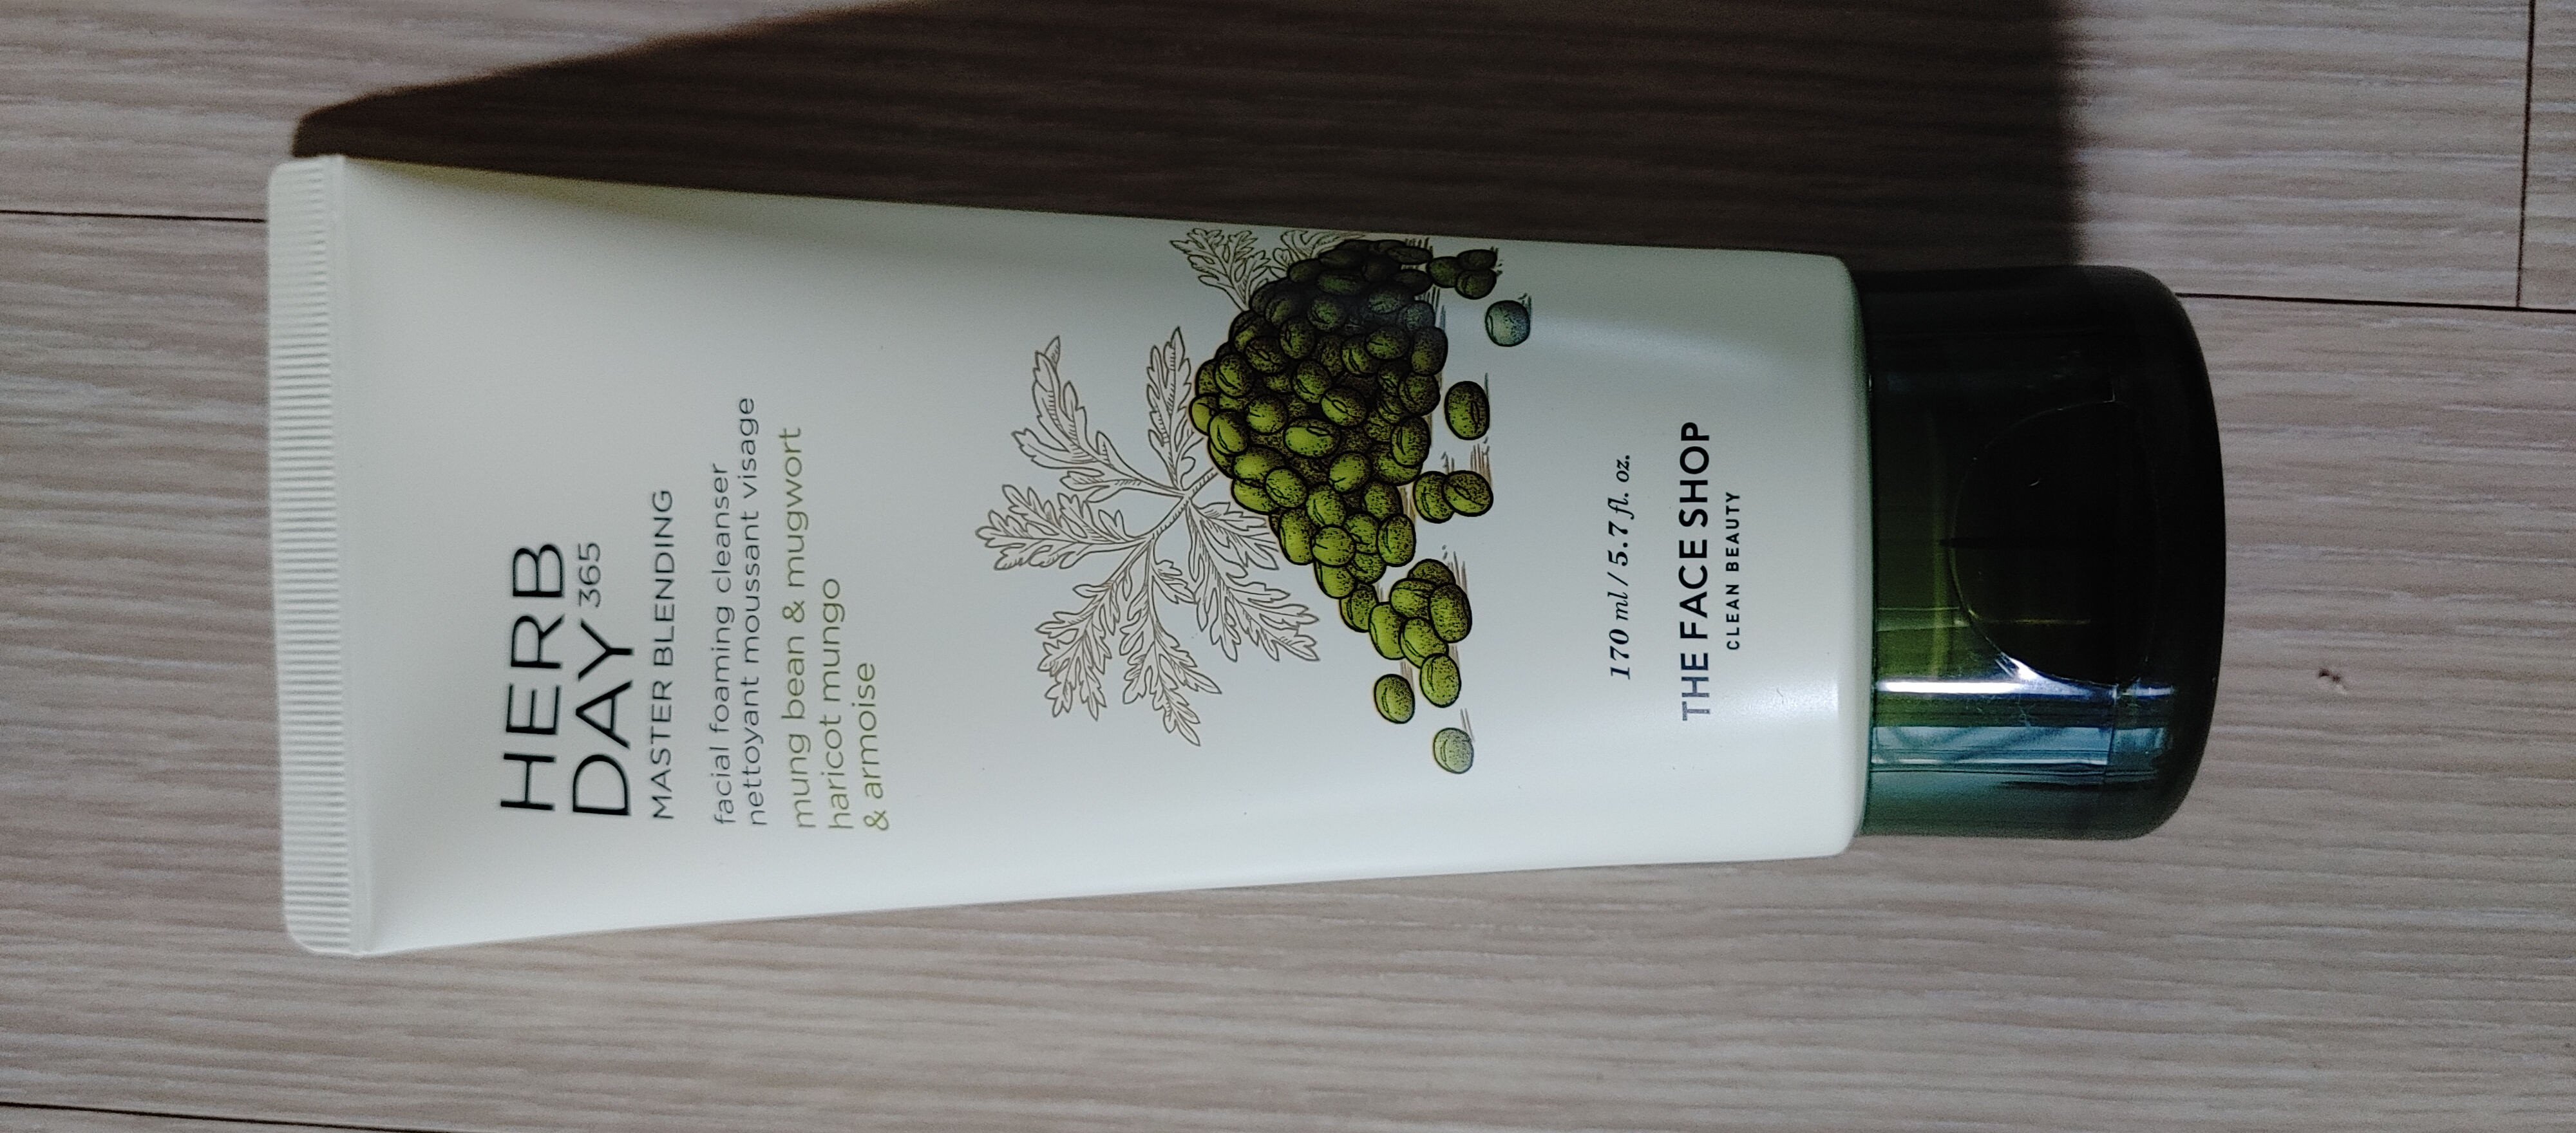 HERB
DAY 365
MASTER BLENDING
facial foaming cleanser
nettoyant moussant visage
mung bean & mugwort
haricot mungo
& armoise
170 ml / 5.7 fl. oz.
THE FACE SHOP
CLEAN BEAUTY